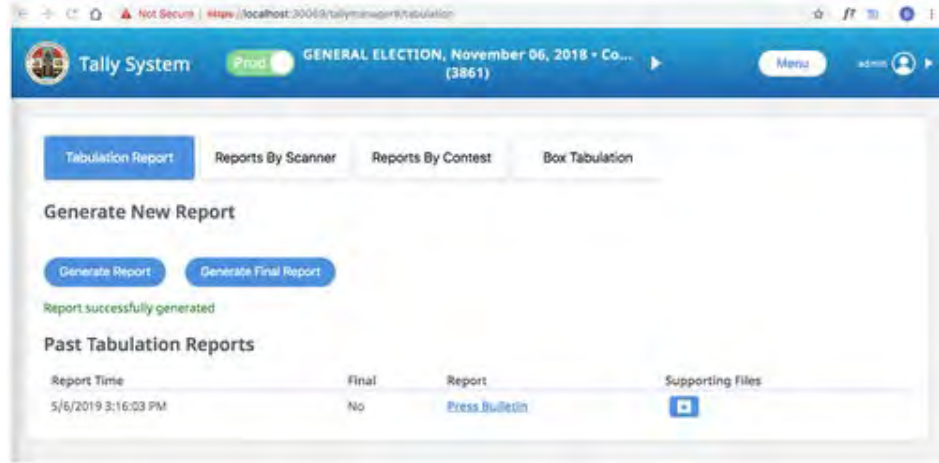 Not Secure | https://localhost:30069/tallymanager9/tabulation
Tally System
Prod
GENERAL ELECTION, November 06, 2018 • Co...
(3861)
Menu
admin
Tabulation Report
Reports By Scanner
Reports By Contest
Box Tabulation
Generate New Report
Generate Report
Generate Final Report
Report successfully generated
Past Tabulation Reports
Report Time Final Report Supporting Files
5/6/2019 3:16:03 PM No Press Bulletin